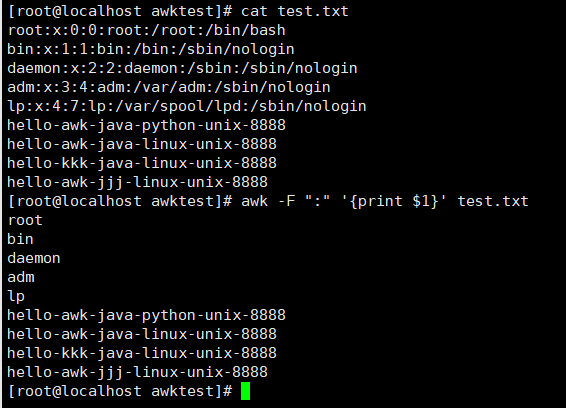 [root@localhost awktest]# cat test.txt
root:x:0:0:root:/root:/bin/bash
bin:x:1:1:bin:/bin:/sbin/nologin
daemon:x:2:2:daemon:/sbin:/sbin/nologin
adm:x:3:4:adm:/var/adm:/sbin/nologin
lp:x:4:7:lp:/var/spool/lpd:/sbin/nologin
hello-awk-java-python-unix-8888
hello-awk-java-linux-unix-8888
hello-kkk-java-linux-unix-8888
hello-awk-jjj-linux-unix-8888
[root@localhost awktest]# awk -F ":" '{print $1}' test.txt
root
bin
daemon
adm
lp
hello-awk-java-python-unix-8888
hello-awk-java-linux-unix-8888
hello-kkk-java-linux-unix-8888
hello-awk-jjj-linux-unix-8888
[root@localhost awktest]#